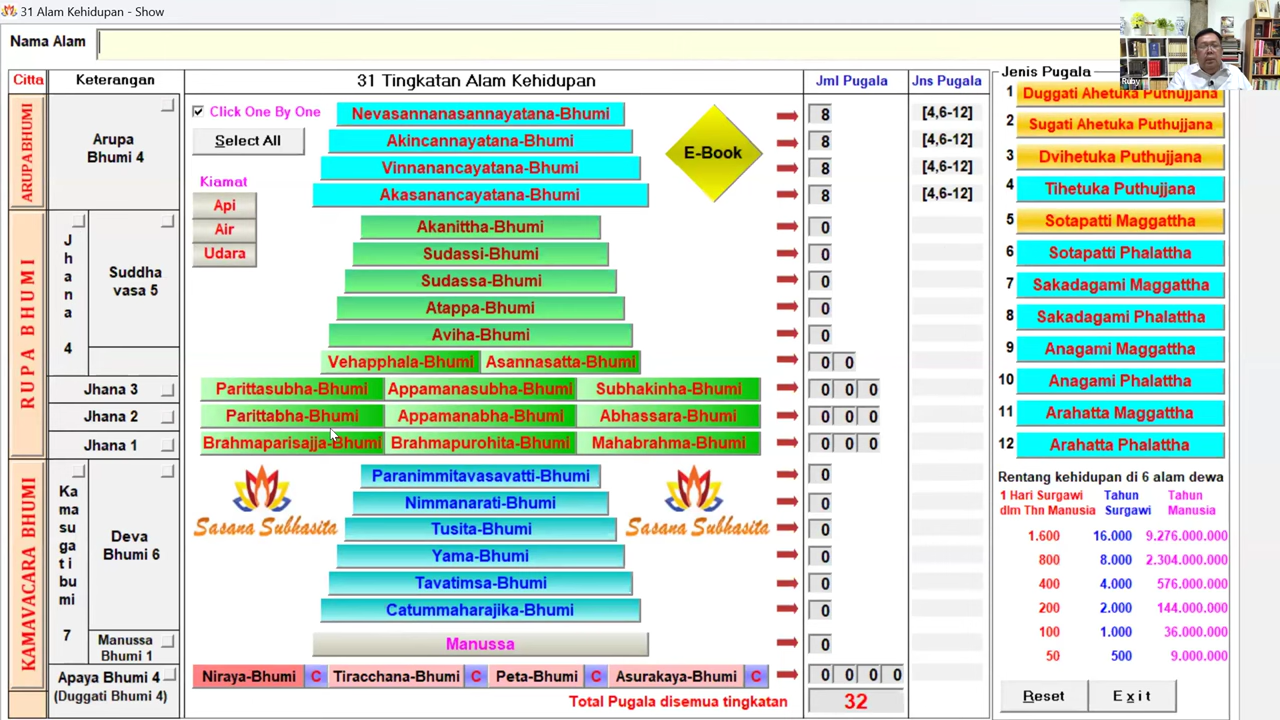 31 Alam Kehidupan - Show
Nama Alam
Ruby
Citta
Keterangan
31 Tingkatan Alam Kehidupan
Jml Pugala
Jns Pugala
Jenis Pugala
ARUPABHUMI
Arupa
Bhumi 4
Click One By One
Select All
Kiamat
Api
Air
Udara
E-Book
Nevasannanasannayatana-Bhumi 8 [4,6-12]
Akincannayatana-Bhumi 8 [4,6-12]
Vinnanancayatana-Bhumi 8 [4,6-12]
Akasanancayatana-Bhumi 8 [4,6-12]
RUPA BHUMI
Jhana
4
Suddha
vasa 5
Akanittha-Bhumi 0
Sudassi-Bhumi 0
Sudassa-Bhumi 0
Atappa-Bhumi 0
Aviha-Bhumi 0
Vehapphala-Bhumi Asannasatta-Bhumi 0 0
Jhana 3 Parittasubha-Bhumi Appamanasubha-Bhumi Subhakinha-Bhumi 0 0 0
Jhana 2 Parittabha-Bhumi Appamanabha-Bhumi Abhassara-Bhumi 0 0 0
Jhana 1 Brahmaparisajja-Bhumi Brahmapurohita-Bhumi Mahabrahma-Bhumi 0 0 0
KAMAVACARA BHUMI
Ka
ma
su
ga
ti
bu
mi
7
Deva
Bhumi 6
Sasana Subhasita
Sasana Subhasita
Paranimmitavasavatti-Bhumi 0
Nimmanarati-Bhumi 0
Tusita-Bhumi 0
Yama-Bhumi 0
Tavatimsa-Bhumi 0
Catummaharajika-Bhumi 0
Manussa
Bhumi 1
Manussa 0
Apaya Bhumi 4
(Duggati Bhumi 4)
Niraya-Bhumi C Tiracchana-Bhumi C Peta-Bhumi C Asurakaya-Bhumi C 0 0 0 0
Total Pugala disemua tingkatan 32
1 Duggati Ahetuka Puthujjana
2 Sugati Ahetuka Puthujjana
3 Dvihetuka Puthujjana
4 Tihetuka Puthujjana
5 Sotapatti Maggattha
6 Sotapatti Phalattha
7 Sakadagami Maggattha
8 Sakadagami Phalattha
9 Anagami Maggattha
10 Anagami Phalattha
11 Arahatta Maggattha
12 Arahatta Phalattha
Rentang kehidupan di 6 alam dewa
1 Hari Surgawi Tahun Tahun
dlm Thn Manusia Surgawi Manusia
1.600 16.000 9.276.000.000
800 8.000 2.304.000.000
400 4.000 576.000.000
200 2.000 144.000.000
100 1.000 36.000.000
50 500 9.000.000
Reset
Exit